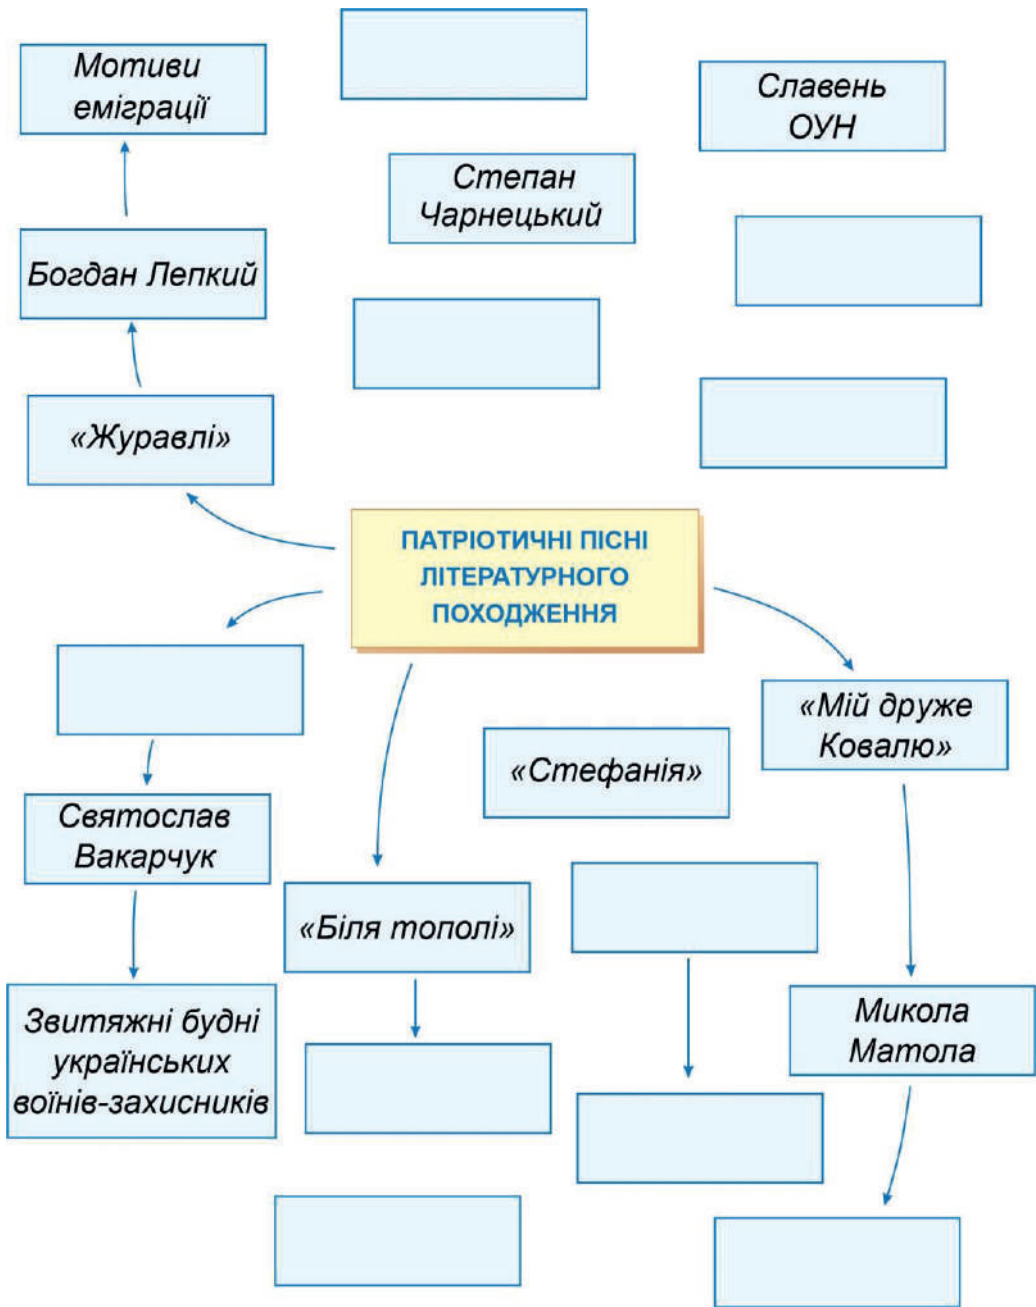 Мотиви
еміграції
Славень
ОУН
Степан
Чарнецький
Богдан Лепкий
«Журавлі»
ПАТРІОТИЧНІ ПІСНІ
ЛІТЕРАТУРНОГО
ПОХОДЖЕННЯ
«Мій друже
Ковалю»
«Стефанія»
Святослав
Вакарчук
«Біля тополі»
Звитяжні будні
українських
воїнів-захисників
Микола
Матола